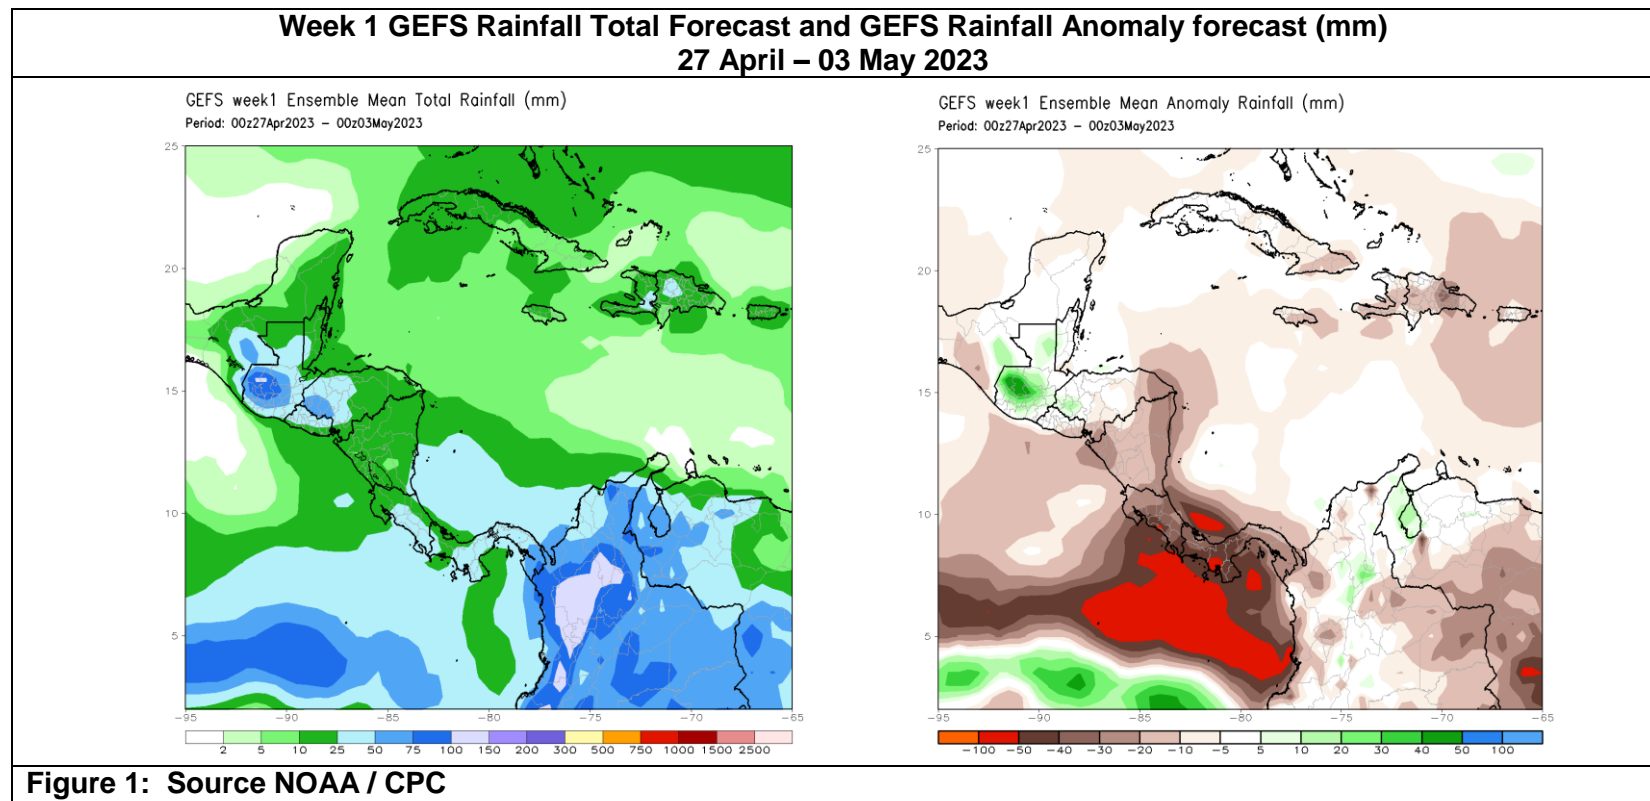 Week 1 GEFS Rainfall Total Forecast and GEFS Rainfall Anomaly forecast (mm)
27 April – 03 May 2023
GEFS week1 Ensemble Mean Total Rainfall (mm)
Period: 00z27Apr2023 – 00z03May2023
25
20
15
10
5
-95 -90 -85 -80 -75 -70 -65
2 5 10 25 50 75 100 150 200 300 500 750 1000 1500 2500
GEFS week1 Ensemble Mean Anomaly Rainfall (mm)
Period: 00z27Apr2023 – 00z03May2023
25
20
15
10
5
-95 -90 -85 -80 -75 -70 -65
-100 -50 -40 -30 -20 -10 -5 5 10 20 30 40 50 100
Figure 1: Source NOAA / CPC